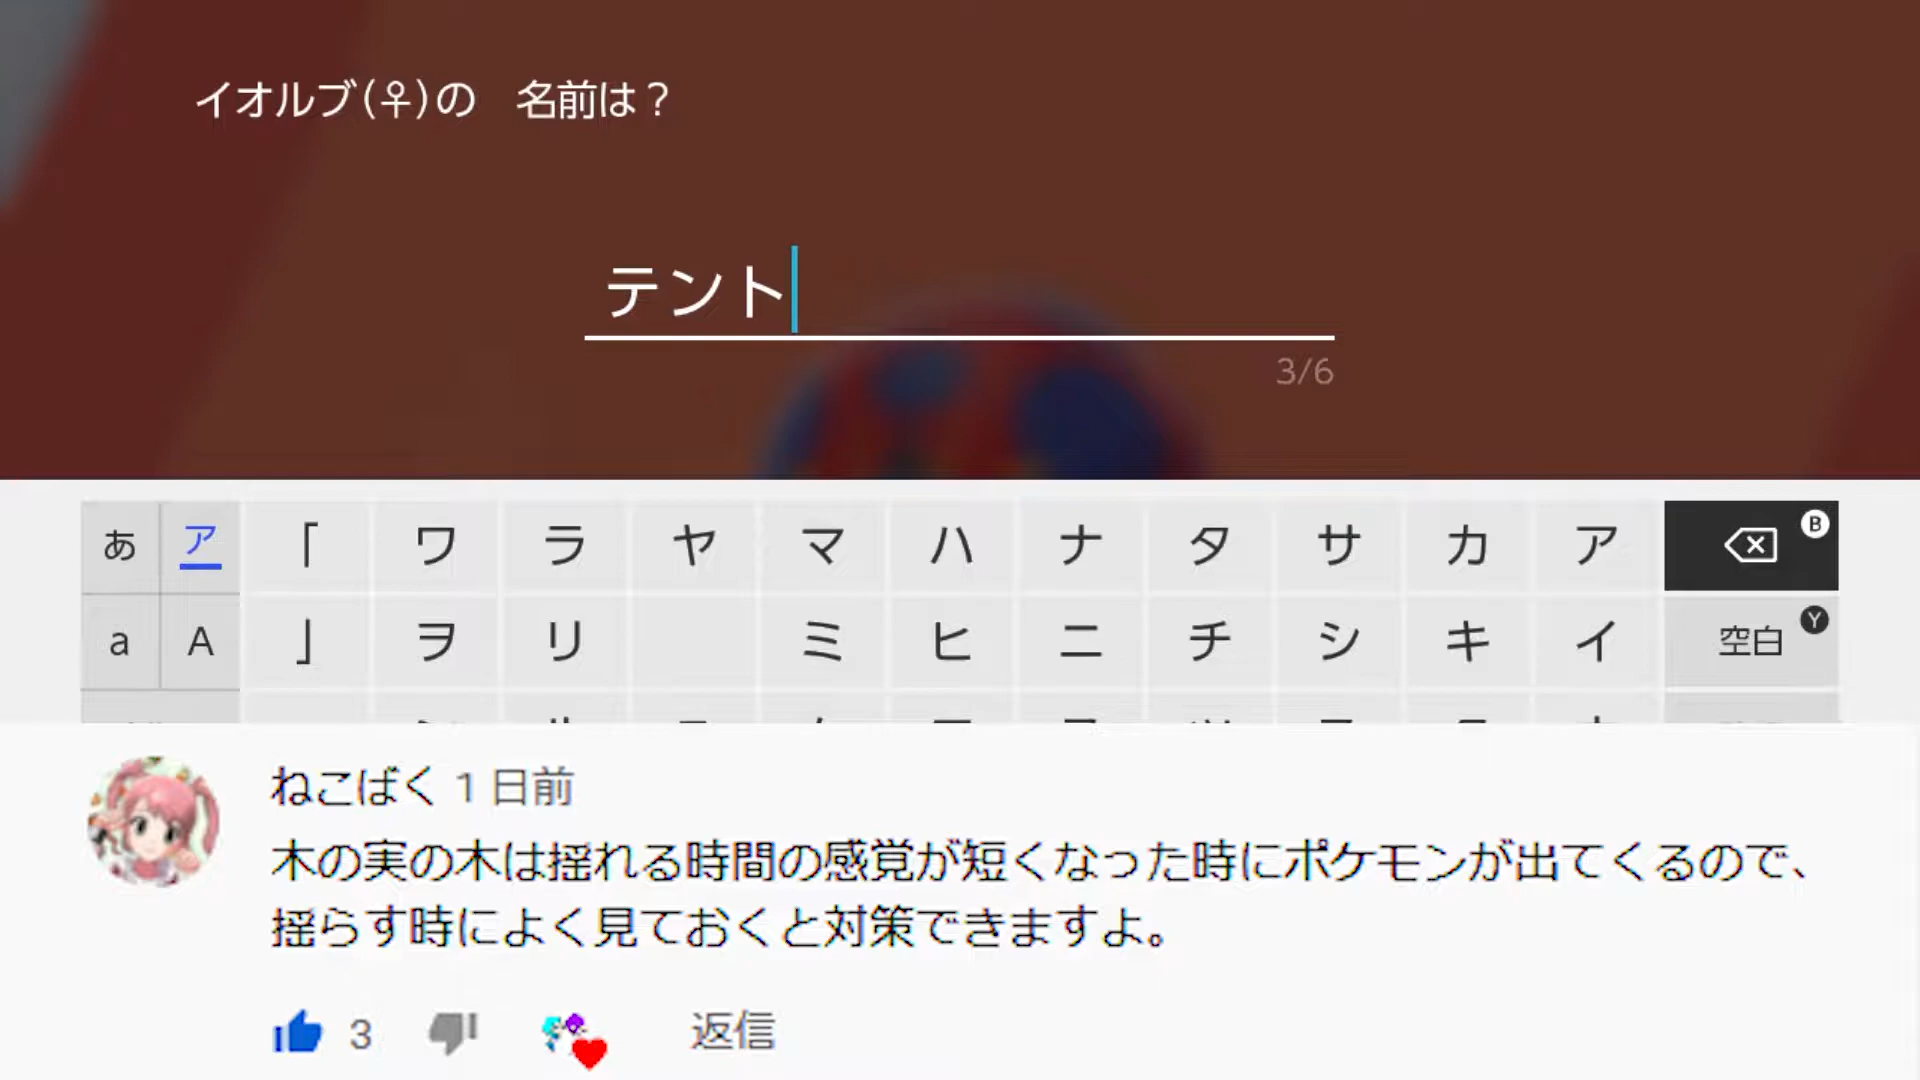 イオルブ(♀)の 名前は?
テント
3/6
あ ア 「 ワ ラ ヤ マ ハ ナ タ サ カ ア B
a A 」 ヲ リ ミ ヒ ニ チ シ キ イ 空白 Y
ねこばく 1 日前
木の実の木は揺れる時間の感覚が短くなった時にポケモンが出てくるので、
揺らす時によく見ておくと対策できますよ。
3 返信